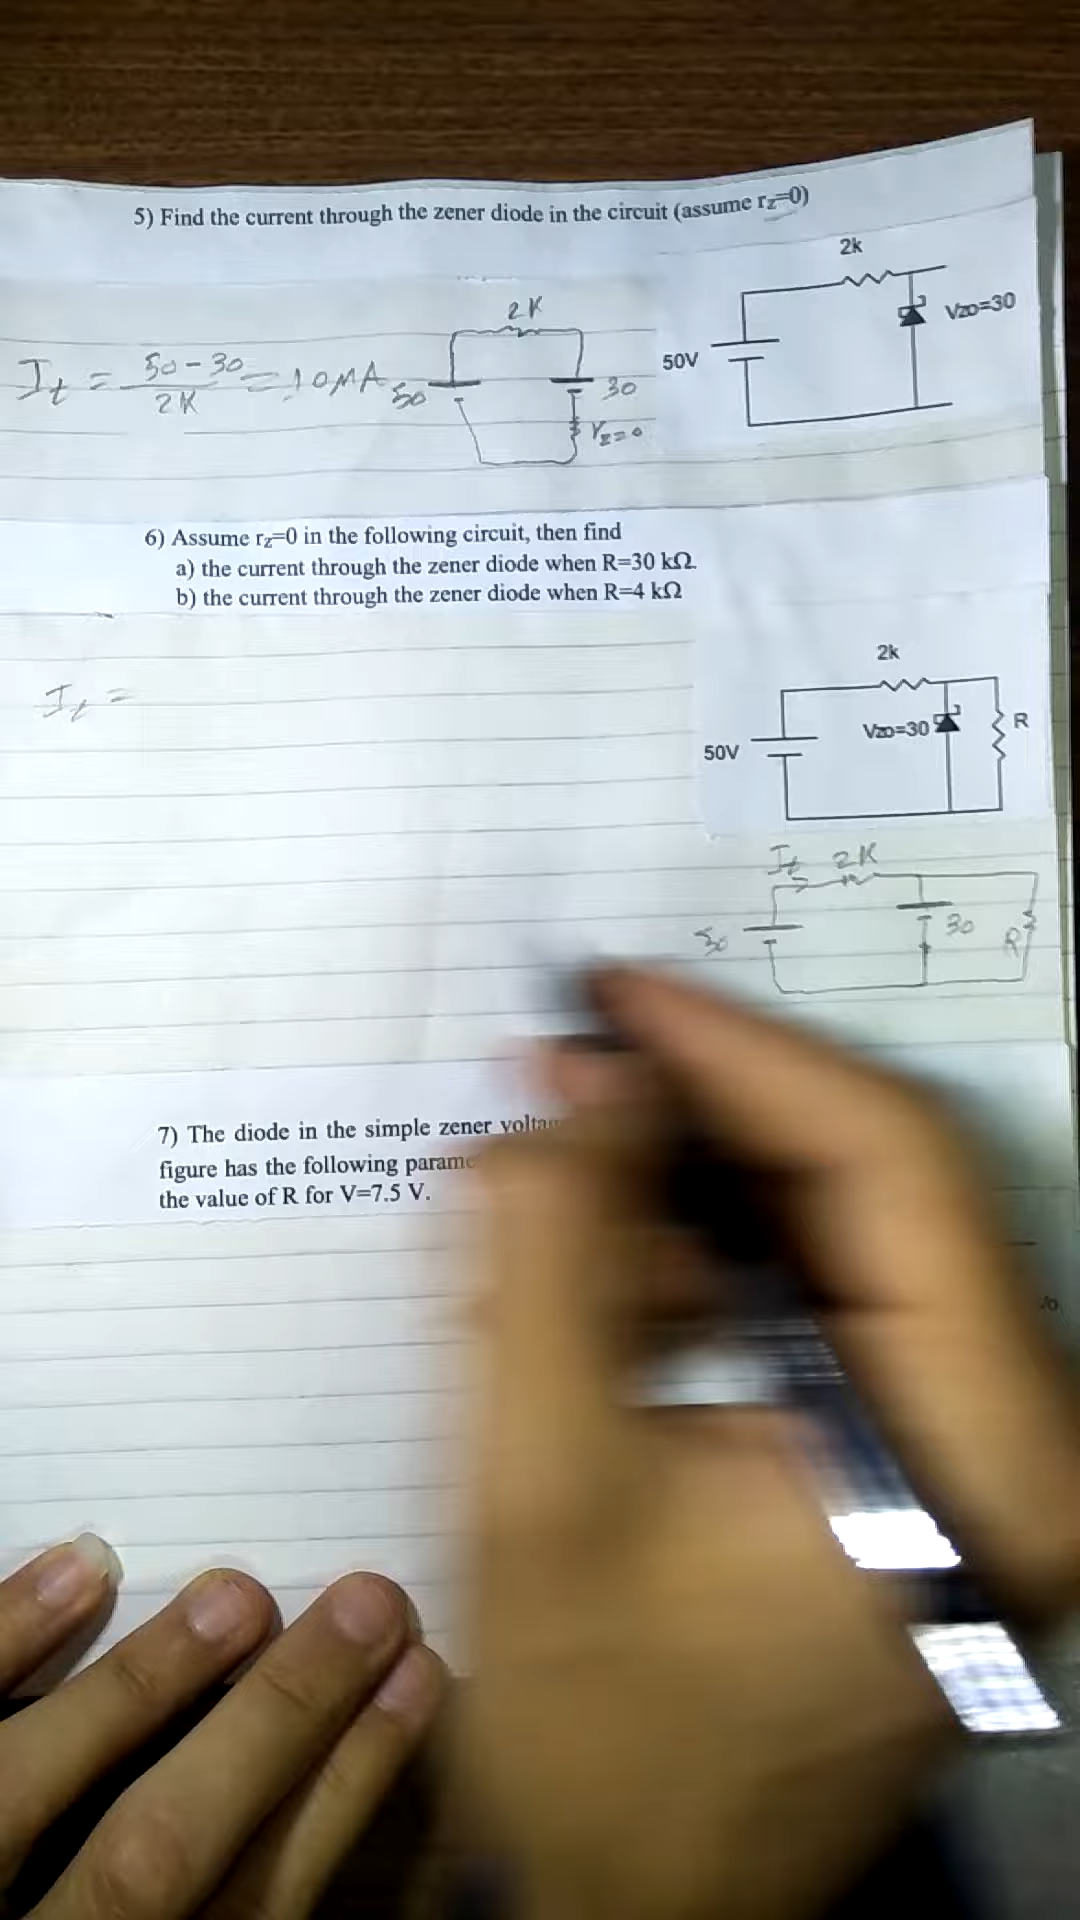 5) Find the current through the zener diode in the circuit (assume rz=0)
2k
Vzo=30
50V
2K
It = 50-30 / 2K = 10MA
50
30
rz=0
6) Assume rz=0 in the following circuit, then find
a) the current through the zener diode when R=30 kΩ.
b) the current through the zener diode when R=4 kΩ
2k
Vzo=30
R
50V
It =
It 2K
50
30
R
7) The diode in the simple zener
figure has the following
the value of R for V=7.5 V.